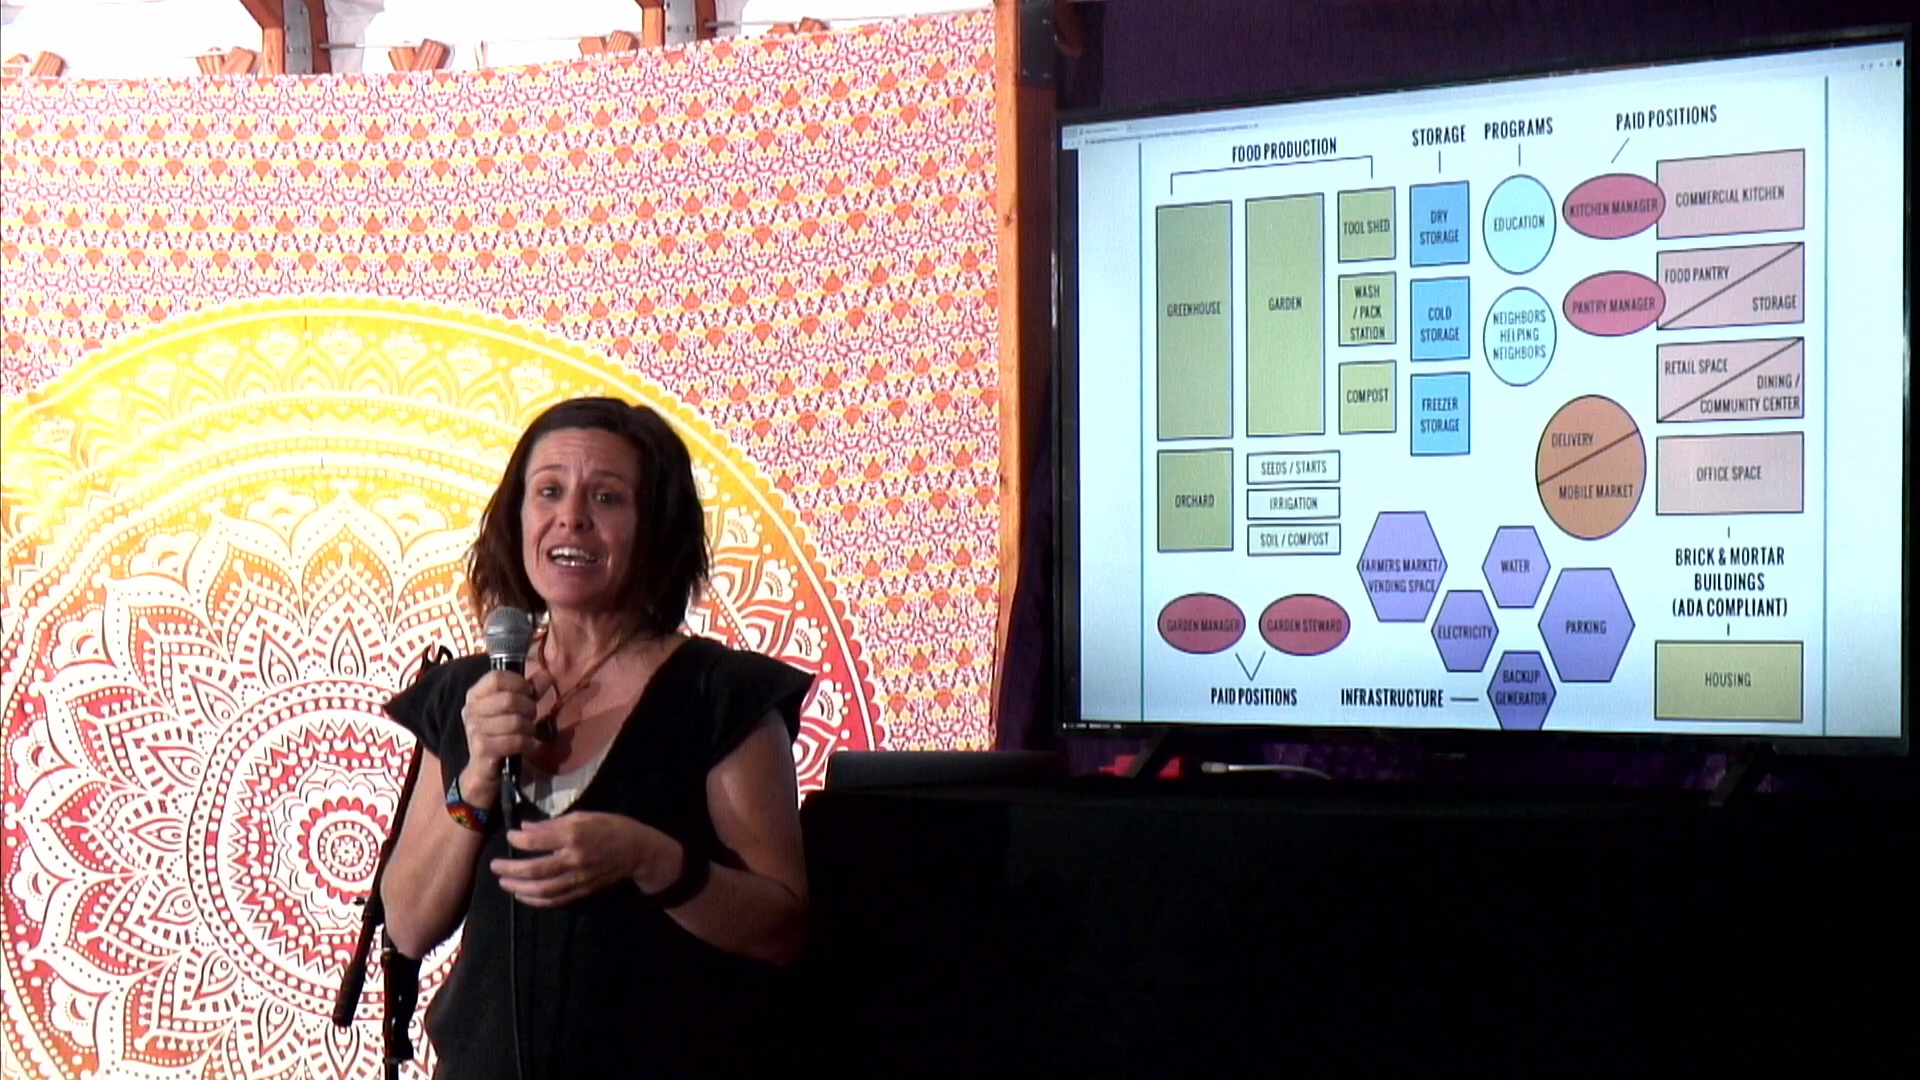 FOOD PRODUCTION
STORAGE
PROGRAMS
PAID POSITIONS
GREENHOUSE
GARDEN
TOOL SHED
WASH
/ PACK
STATION
COMPOST
DRY
STORAGE
COLD
STORAGE
FREEZER
STORAGE
EDUCATION
NEIGHBORS
HELPING
NEIGHBORS
KITCHEN MANAGER
COMMERCIAL KITCHEN
PANTRY MANAGER
FOOD PANTRY
STORAGE
RETAIL SPACE
DINING /
COMMUNITY CENTER
DELIVERY
MOBILE MARKET
OFFICE SPACE
ORCHARD
SEEDS / STARTS
IRRIGATION
SOIL / COMPOST
FARMERS MARKET/
VENDING SPACE
WATER
ELECTRICITY
PARKING
BACKUP
GENERATOR
BRICK & MORTAR
BUILDINGS
(ADA COMPLIANT)
GARDEN MANAGER
GARDEN STEWARD
PAID POSITIONS
INFRASTRUCTURE
HOUSING